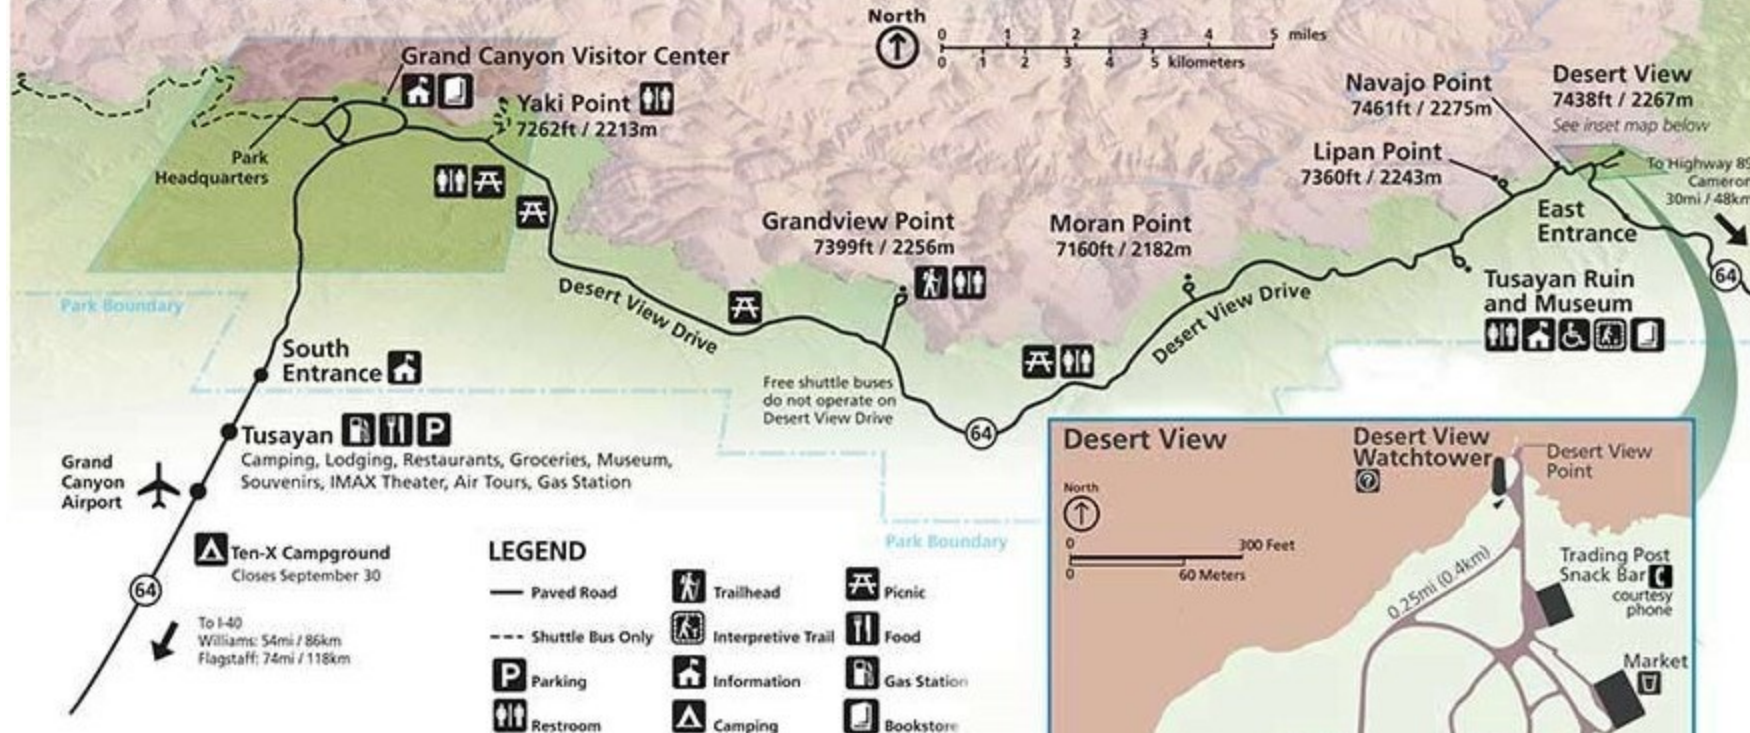 North
0 1 2 3 4 5 miles
0 1 2 3 4 5 kilometers
Grand Canyon Visitor Center
Yaki Point
7262ft / 2213m
Park
Headquarters
Navajo Point
7461ft / 2275m
Desert View
7438ft / 2267m
See inset map below
Lipan Point
7360ft / 2243m
To Highway 89
Cameron
30mi / 48km
East
Entrance
64
Grandview Point
7399ft / 2256m
Moran Point
7160ft / 2182m
Tusayan Ruin
and Museum
Desert View Drive
Desert View Drive
Park Boundary
South
Entrance
Free shuttle buses
do not operate on
Desert View Drive
64
Tusayan
P
Camping, Lodging, Restaurants, Groceries, Museum,
Souvenirs, IMAX Theater, Air Tours, Gas Station
Grand
Canyon
Airport
Ten-X Campground
Closes September 30
64
To I-40
Williams: 54mi / 86km
Flagstaff: 74mi / 118km
Park Boundary
LEGEND
Paved Road
Shuttle Bus Only
P Parking
Restroom
Trailhead
Interpretive Trail
Information
Camping
Picnic
Food
Gas Station
Bookstore
Desert View
North
0 300 Feet
0 60 Meters
Desert View
Watchtower
?
Desert View
Point
0.25mi (0.4km)
Trading Post
Snack Bar
courtesy
phone
Market